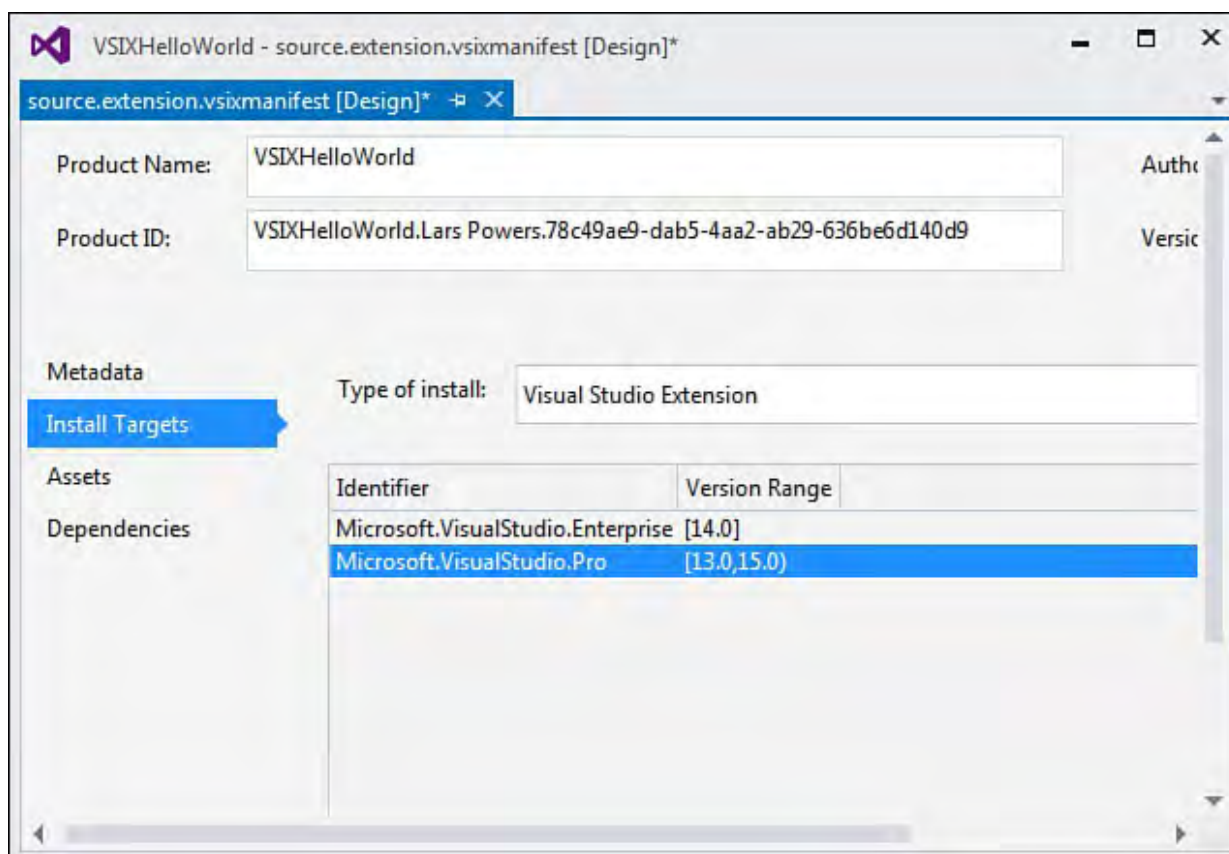 VSIXHelloWorld - source.extension.vsixmanifest [Design]*
source.extension.vsixmanifest [Design]*
Product Name: VSIXHelloWorld
Autho
Product ID: VSIXHelloWorld.Lars Powers.78c49ae9-dab5-4aa2-ab29-636be6d140d9
Versic
Metadata
Install Targets
Assets
Dependencies
Type of install: Visual Studio Extension
Identifier Version Range
Microsoft.VisualStudio.Enterprise [14.0]
Microsoft.VisualStudio.Pro [13.0,15.0)